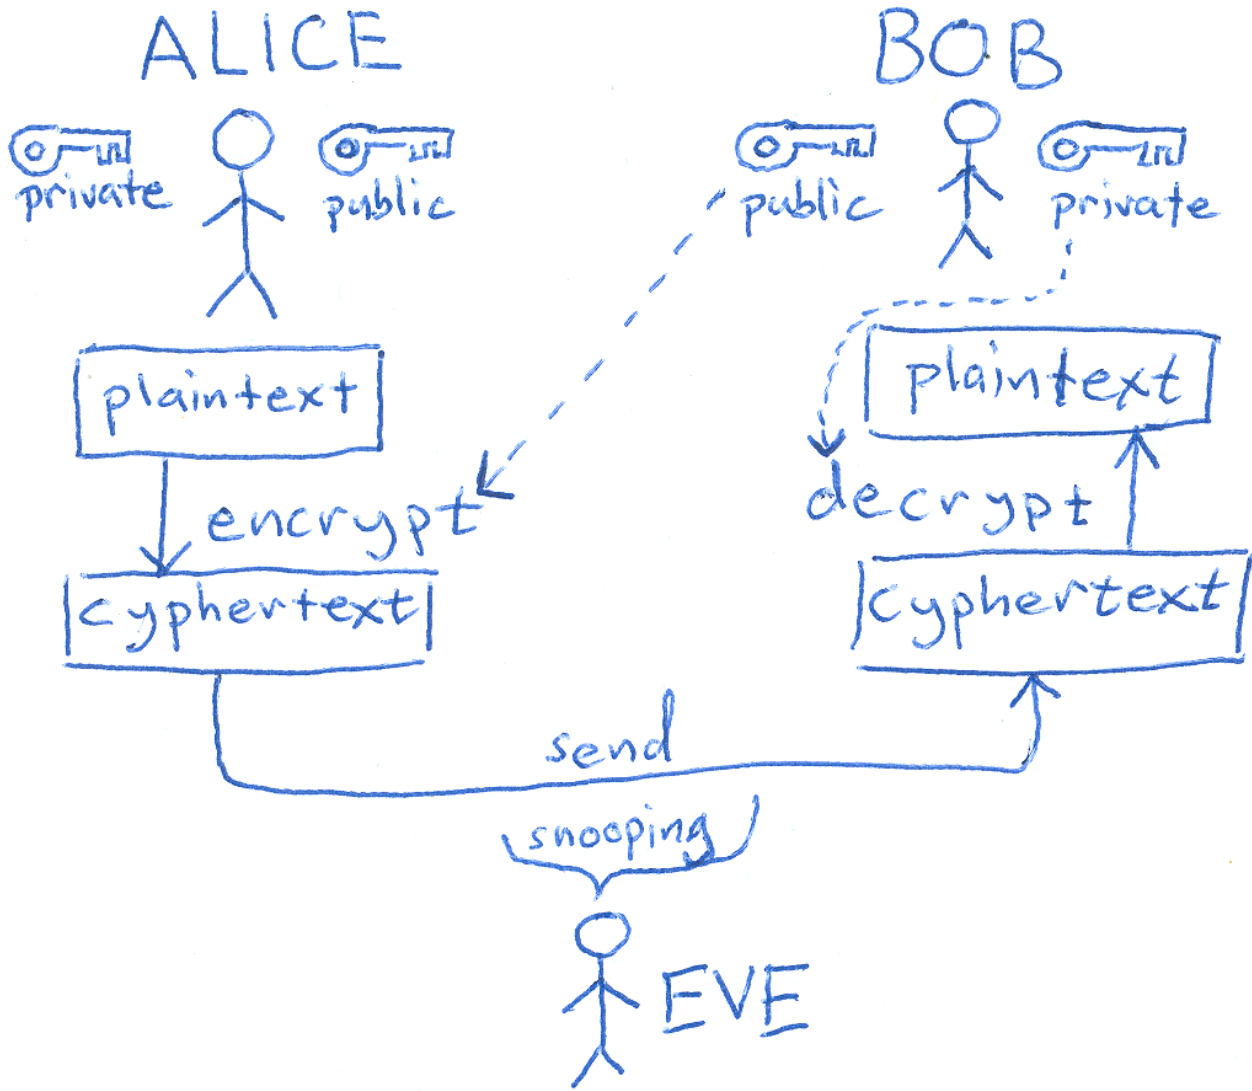 ALICE
BOB
private
public
public
private
plaintext
plaintext
encrypt
decrypt
cyphertext
cyphertext
send
snooping
EVE